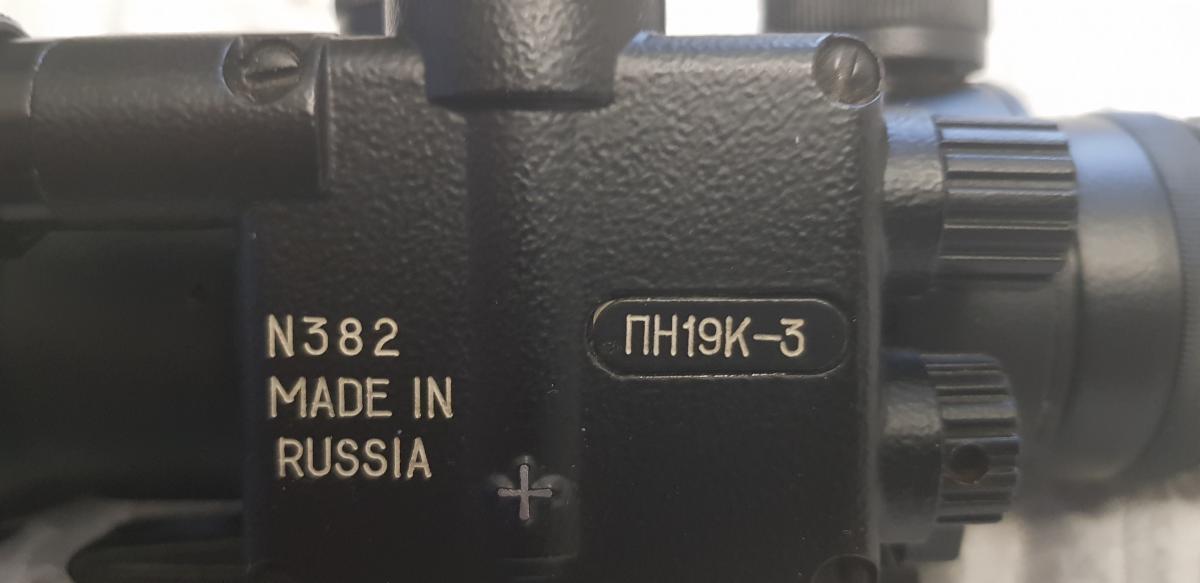 N382
MADE IN
RUSSIA
ПН19К-3
+